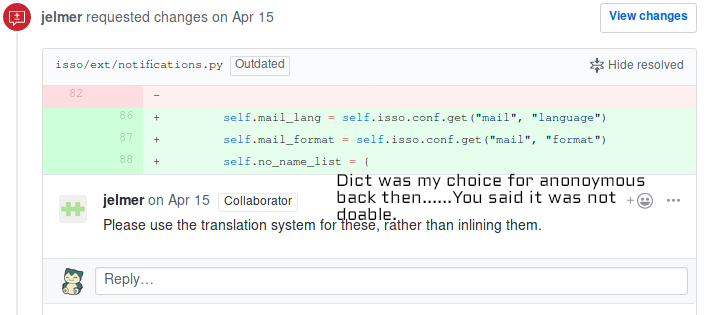 jelmer requested changes on Apr 15
View changes
isso/ext/notifications.py Outdated
Hide resolved
82 -
86 + self.mail_lang = self.isso.conf.get("mail", "language")
87 + self.mail_format = self.isso.conf.get("mail", "format")
88 + self.no_name_list = {
Dict was my choice for anonoymous
back then......You said it was not
doable.
jelmer on Apr 15 Collaborator
Please use the translation system for these, rather than inlining them.
Reply…